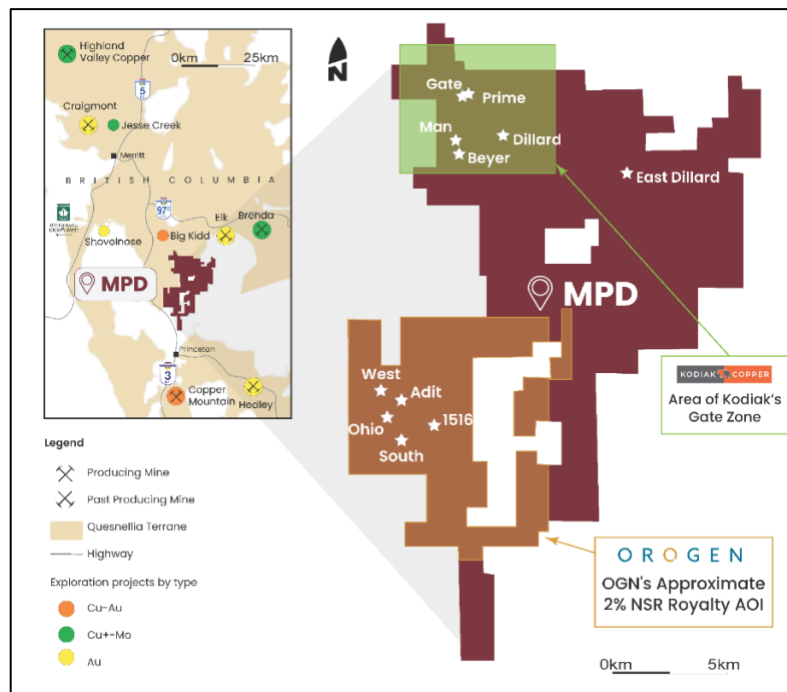 Highland
Valley Copper
0km
25km
5
Craigmont
Jesse Creek
Merritt
BRITISH COLUMBIA
97C
Elk
Brenda
Shovelnose
Big Kidd
MPD
Princeton
3
Copper
Mountain
Hedley
Legend
Producing Mine
Past Producing Mine
Quesnellia Terrane
Highway
Exploration projects by type
Cu-Au
Cu+-Mo
Au
N
Gate
Prime
Man
Dillard
Beyer
East Dillard
MPD
West
Adit
Ohio
1516
South
KODIAK COPPER
Area of Kodiak's
Gate Zone
OROGEN
OGN's Approximate
2% NSR Royalty AOI
0km
5km